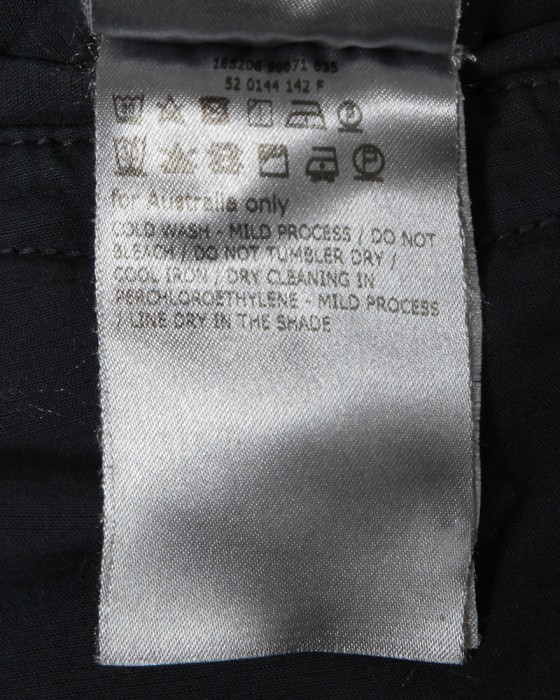 52 0144 142 F
for Australia only
COLD WASH - MILD PROCESS / DO NOT
BLEACH / DO NOT TUMBLER DRY /
COOL IRON / DRY CLEANING IN
PERCHLOROETHYLENE - MILD PROCESS
/ LINE DRY IN THE SHADE